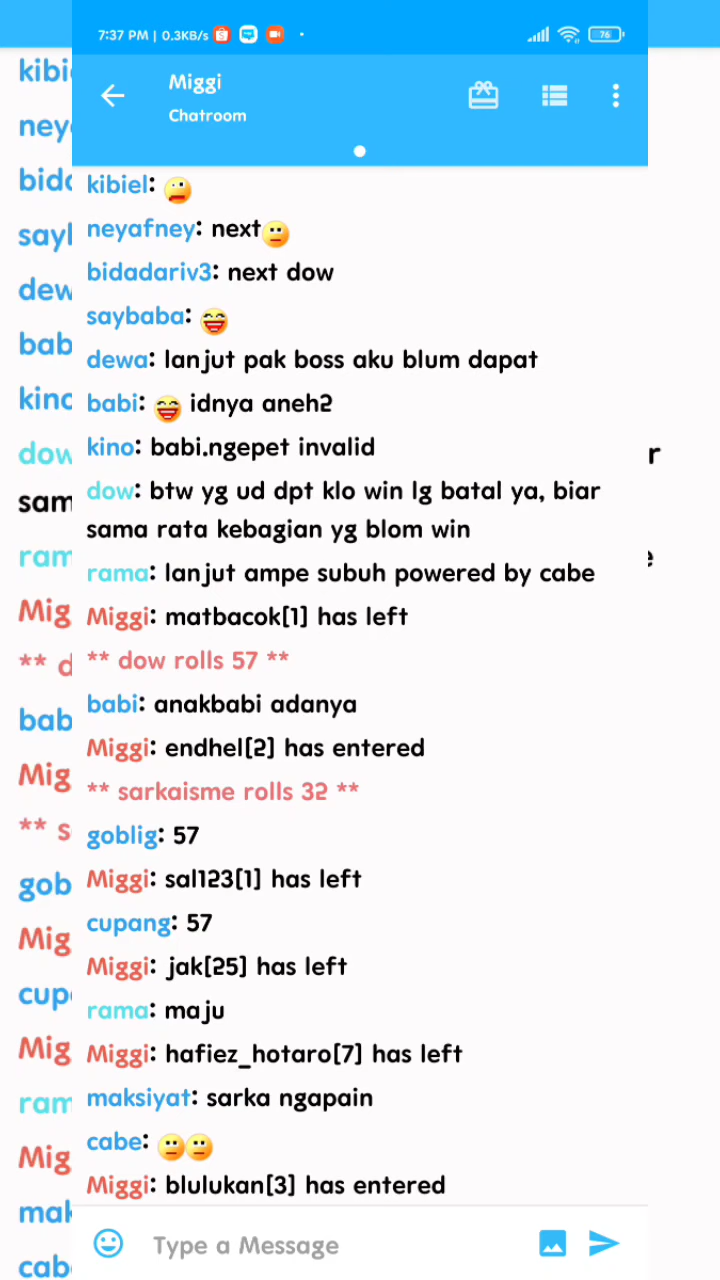 7:37 PM | 0.3KB/s
76
Miggi
Chatroom
kibiel:
neyafney: next
bidadariv3: next dow
saybaba:
dewa: lanjut pak boss aku blum dapat
babi: idnya aneh2
kino: babi.ngepet invalid
dow: btw yg ud dpt klo win lg batal ya, biar
sama rata kebagian yg blom win
rama: lanjut ampe subuh powered by cabe
Miggi: matbacok[1] has left
** dow rolls 57 **
babi: anakbabi adanya
Miggi: endhel[2] has entered
** sarkaisme rolls 32 **
goblig: 57
Miggi: sal123[1] has left
cupang: 57
Miggi: jak[25] has left
rama: maju
Miggi: hafiez_hotaro[7] has left
maksiyat: sarka ngapain
cabe:
Miggi: blulukan[3] has entered
Type a Message